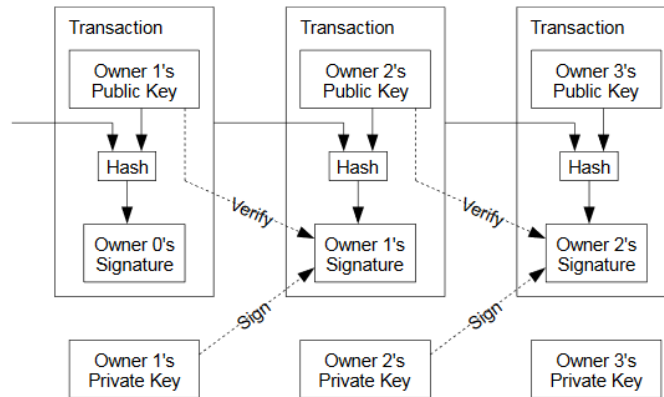 Transaction
Owner 1's
Public Key
Hash
Owner 0's
Signature
Transaction
Owner 2's
Public Key
Hash
Verify
Owner 1's
Signature
Transaction
Owner 3's
Public Key
Hash
Verify
Owner 2's
Signature
Owner 1's
Private Key
Sign
Owner 2's
Private Key
Sign
Owner 3's
Private Key